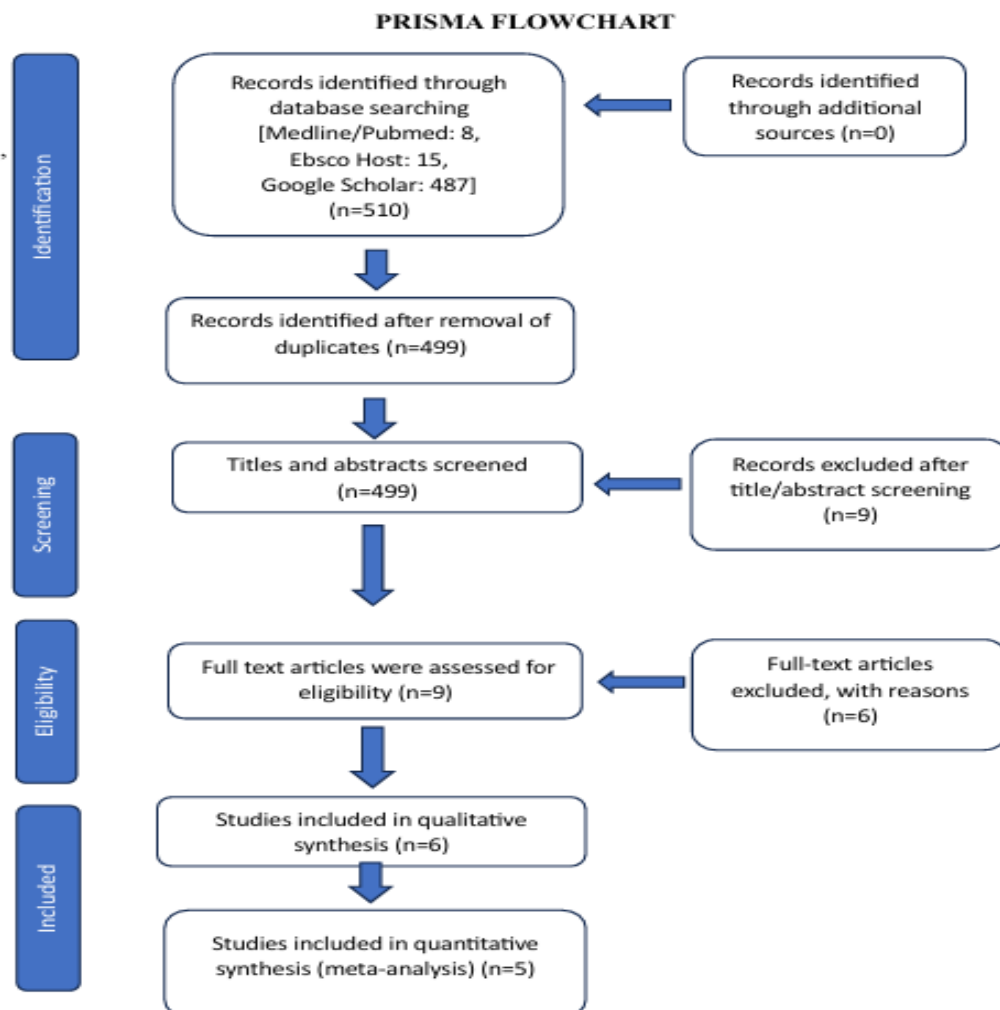 PRISMA FLOWCHART
,
Identification
Records identified through
database searching
[Medline/Pubmed: 8,
Ebsco Host: 15,
Google Scholar: 487]
(n=510)
Records identified
through additional
sources (n=0)
Records identified after removal of
duplicates (n=499)
Screening
Titles and abstracts screened
(n=499)
Records excluded after
title/abstract screening
(n=9)
Eligibility
Full text articles were assessed for
eligibility (n=9)
Full-text articles
excluded, with reasons
(n=6)
Included
Studies included in qualitative
synthesis (n=6)
Studies included in quantitative
synthesis (meta-analysis) (n=5)